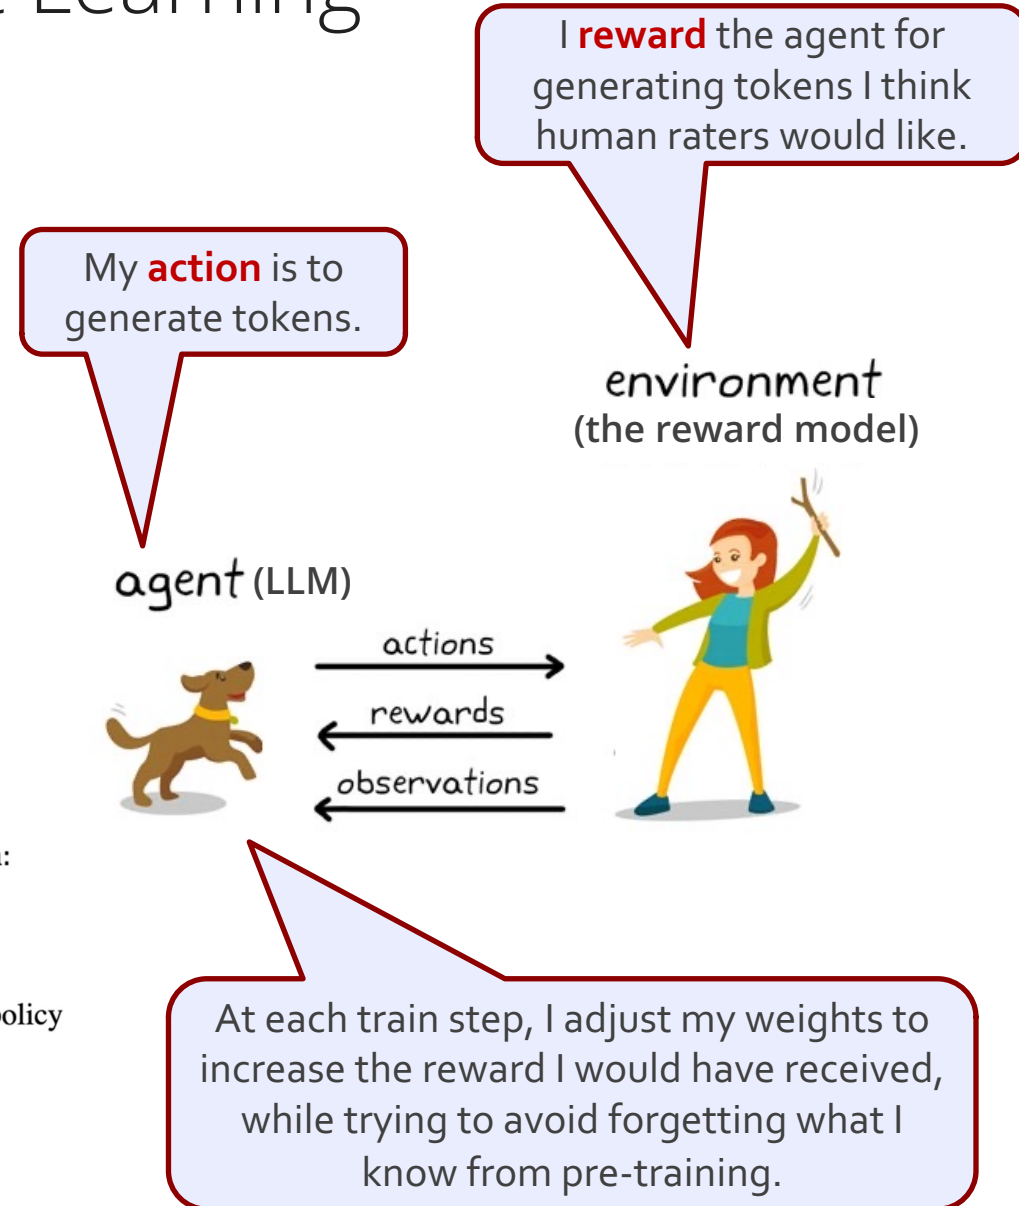 Learning
I reward the agent for
generating tokens I think
human raters would like.
My action is to
generate tokens.
environment
(the reward model)
agent (LLM)
actions
rewards
observations
policy
At each train step, I adjust my weights to
increase the reward I would have received,
while trying to avoid forgetting what I
know from pre-training.